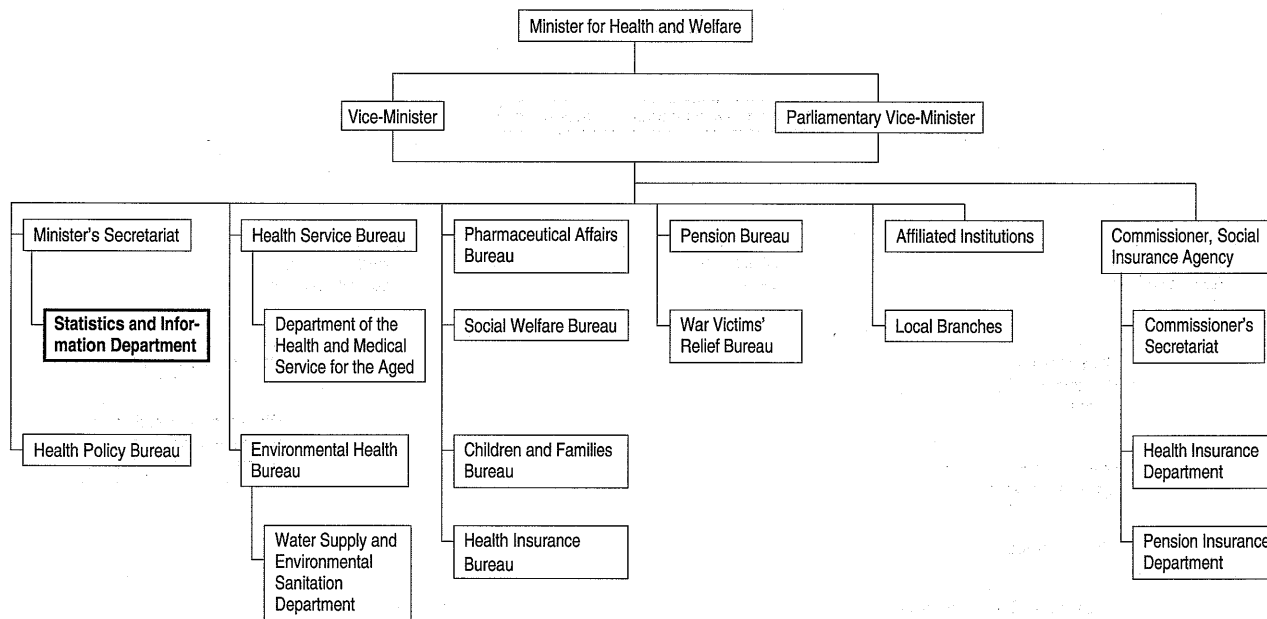 Minister for Health and Welfare
Vice-Minister
Parliamentary Vice-Minister
Minister's Secretariat
Health Service Bureau
Pharmaceutical Affairs
Bureau
Pension Bureau
Affiliated Institutions
Commissioner, Social
Insurance Agency
Statistics and Infor-
mation Department
Department of the
Health and Medical
Service for the Aged
Social Welfare Bureau
War Victims'
Relief Bureau
Local Branches
Commissioner's
Secretariat
Health Policy Bureau
Environmental Health
Bureau
Children and Families
Bureau
Health Insurance
Department
Water Supply and
Environmental
Sanitation
Department
Health Insurance
Bureau
Pension Insurance
Department